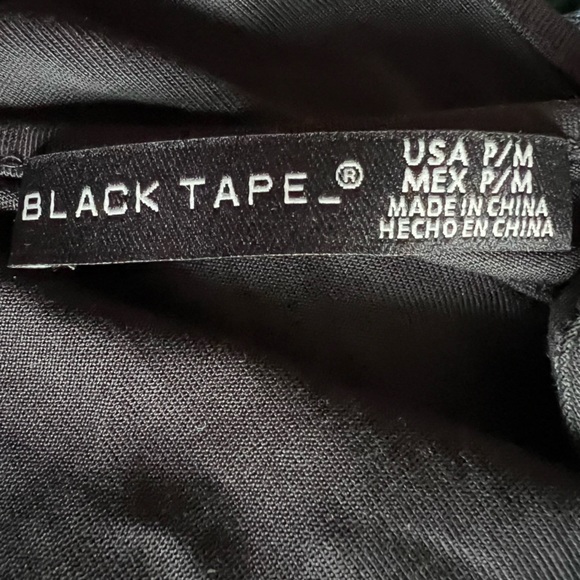 BLACK TAPE_®
USA P/M
MEX P/M
MADE IN CHINA
HECHO EN CHINA